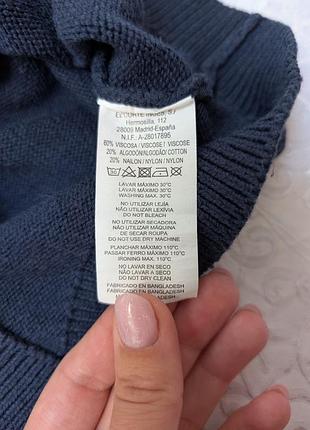 EL CORTE INGLES, S.A.
Hermosilla, 112
28009 Madrid-España
N.I.F. A-28017895
60% VISCOSA / VISCOSE / VISCOSE
20% ALGODÓN/ALGODÃO/ COTTON
20% NAILON / NYLON / NYLON
LAVAR MÁXIMO 30°C
LAVAR MÁXIMO 30°C
WASHING MAX. 30°C
NO UTILIZAR LEJÍA
NÃO UTILIZAR LEXÍVIA
DO NOT BLEACH
NO UTILIZAR SECADORA
NÃO UTILIZAR MÁQUINA
DE SECAR ROUPA
DO NOT USE DRY MACHINE
PLANCHAR MÁXIMO 110°C
PASSAR FERRO MÁXIMO 110°C
IRONING MAX. 110°C
NO LAVAR EN SECO
NÃO LAVAR A SECO
DO NOT DRY CLEAN
FABRICADO EN BANGLADESH
FABRICADO EM BANGLADESH